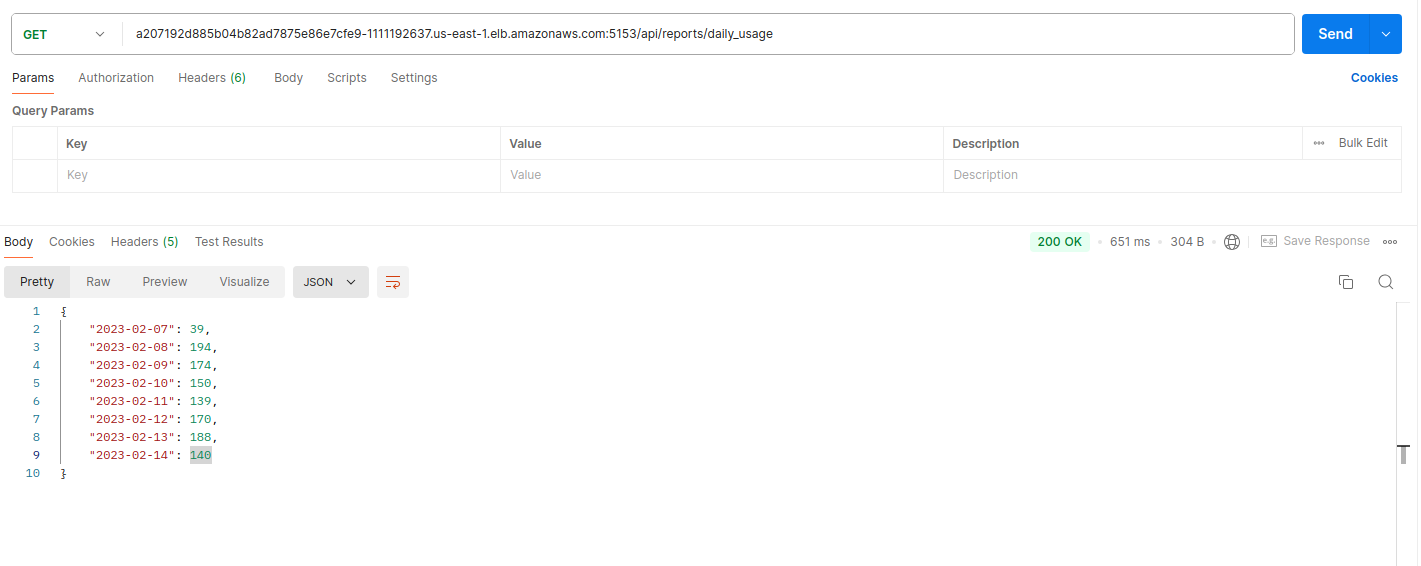 GET a207192d885b04b82ad7875e86e7cfe9-1111192637.us-east-1.elb.amazonaws.com:5153/api/reports/daily_usage Send
Params Authorization Headers (6) Body Scripts Settings Cookies
Query Params
Key Value Description Bulk Edit
Key Value Description
Body Cookies Headers (5) Test Results 200 OK 651 ms 304 B e.g. Save Response
Pretty Raw Preview Visualize JSON
1 {
2 "2023-02-07": 39,
3 "2023-02-08": 194,
4 "2023-02-09": 174,
5 "2023-02-10": 150,
6 "2023-02-11": 139,
7 "2023-02-12": 170,
8 "2023-02-13": 188,
9 "2023-02-14": 140
10 }